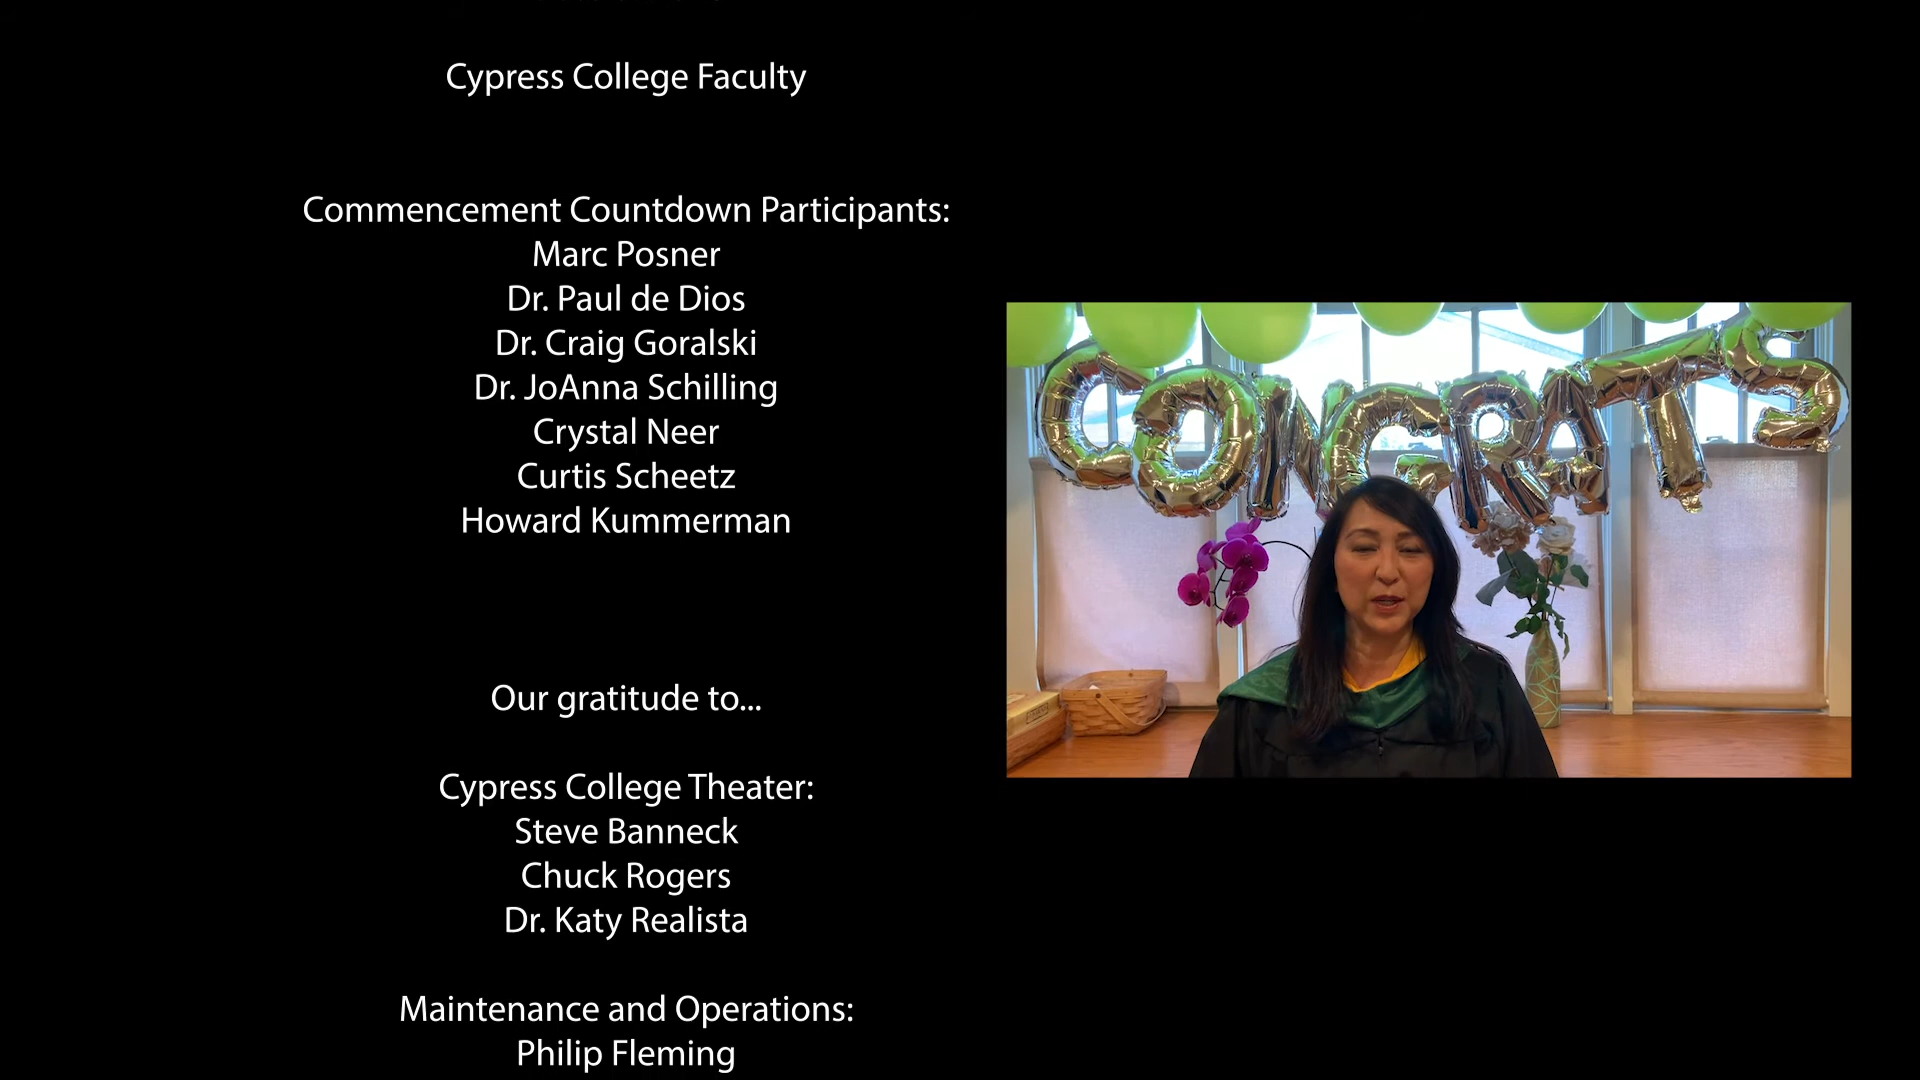 Cypress College Faculty
Commencement Countdown Participants:
Marc Posner
Dr. Paul de Dios
Dr. Craig Goralski
Dr. JoAnna Schilling
Crystal Neer
Curtis Scheetz
Howard Kummerman
Our gratitude to...
Cypress College Theater:
Steve Banneck
Chuck Rogers
Dr. Katy Realista
Maintenance and Operations:
Philip Fleming
CONGRATS